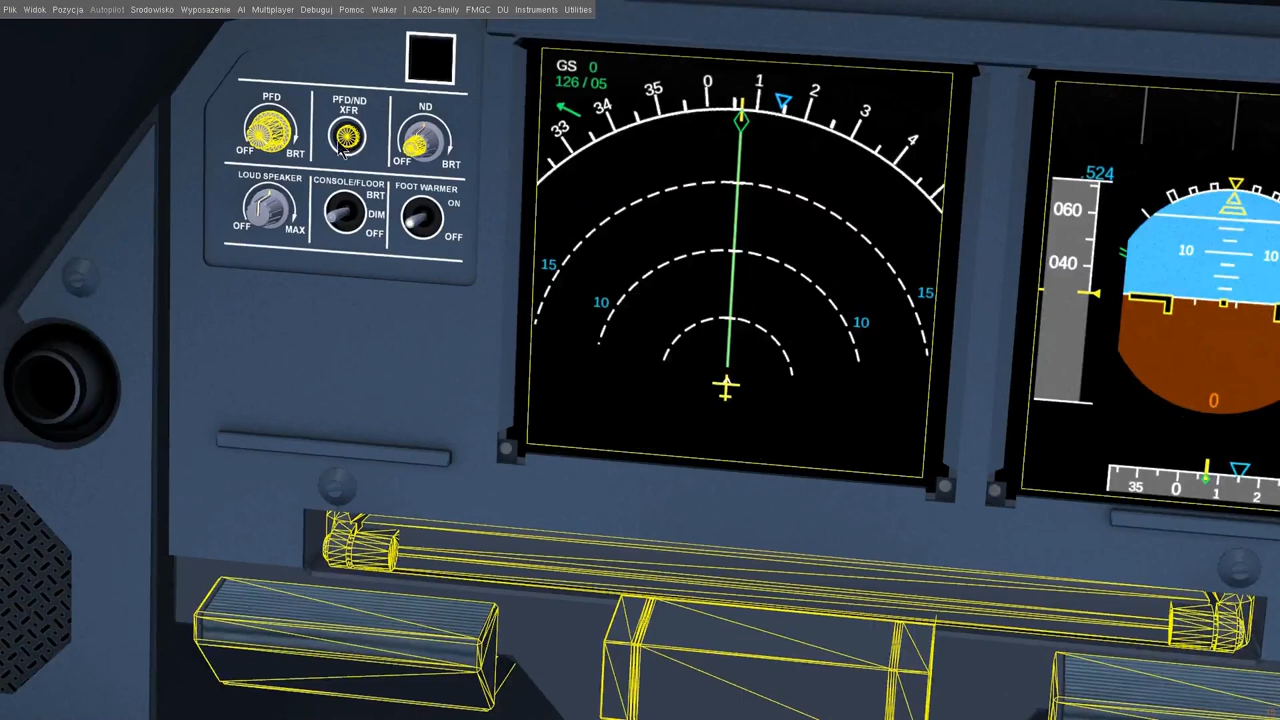 Plik Widok Pozycja Autopilot Środowisko Wyposażenie AI Multiplayer Debuguj Pomoc Walker | A320-family FMGC DU Instruments Utilities
PFD
OFF BRT
PFD/ND
XFR
ND
OFF BRT
LOUD SPEAKER
OFF MAX
CONSOLE/FLOOR
BRT
DIM
OFF
FOOT WARMER
ON
OFF
GS 0
126 / 05
33 34 35 0 1 2 3 4
15 15
10 10
524
060
040
10 10
0
35 0 1 2